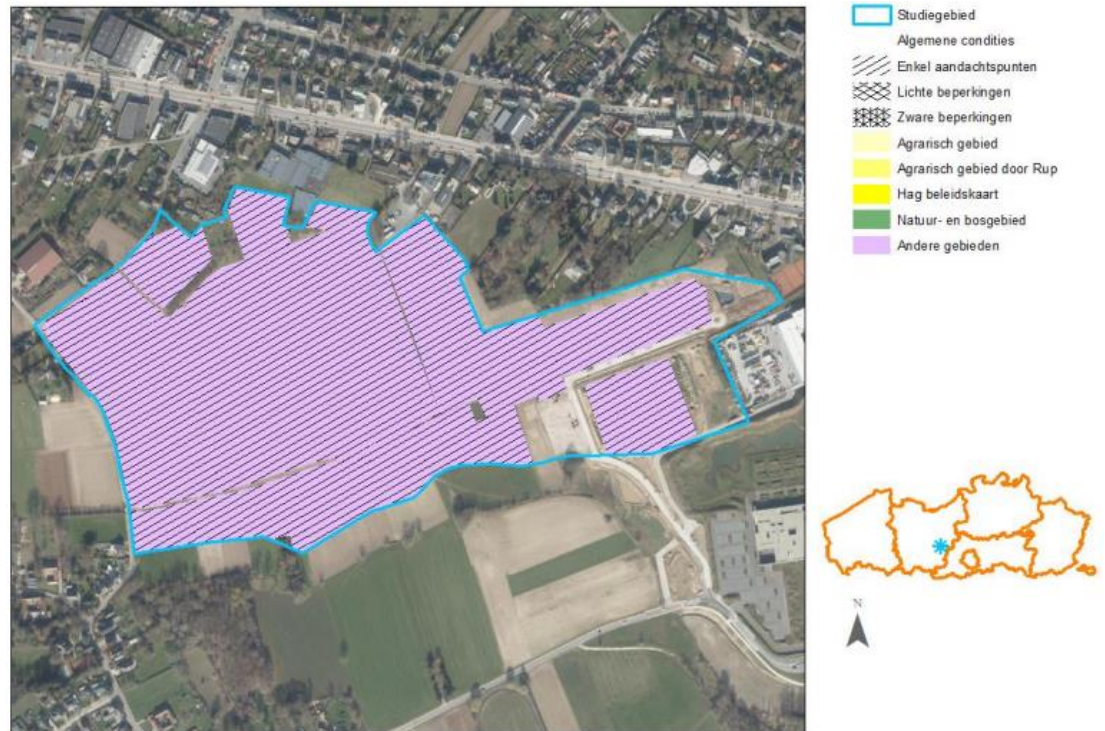 Studiegebied
Algemene condities
Enkel aandachtspunten
Lichte beperkingen
Zware beperkingen
Agrarisch gebied
Agrarisch gebied door Rup
Hag beleidskaart
Natuur- en bosgebied
Andere gebieden
N